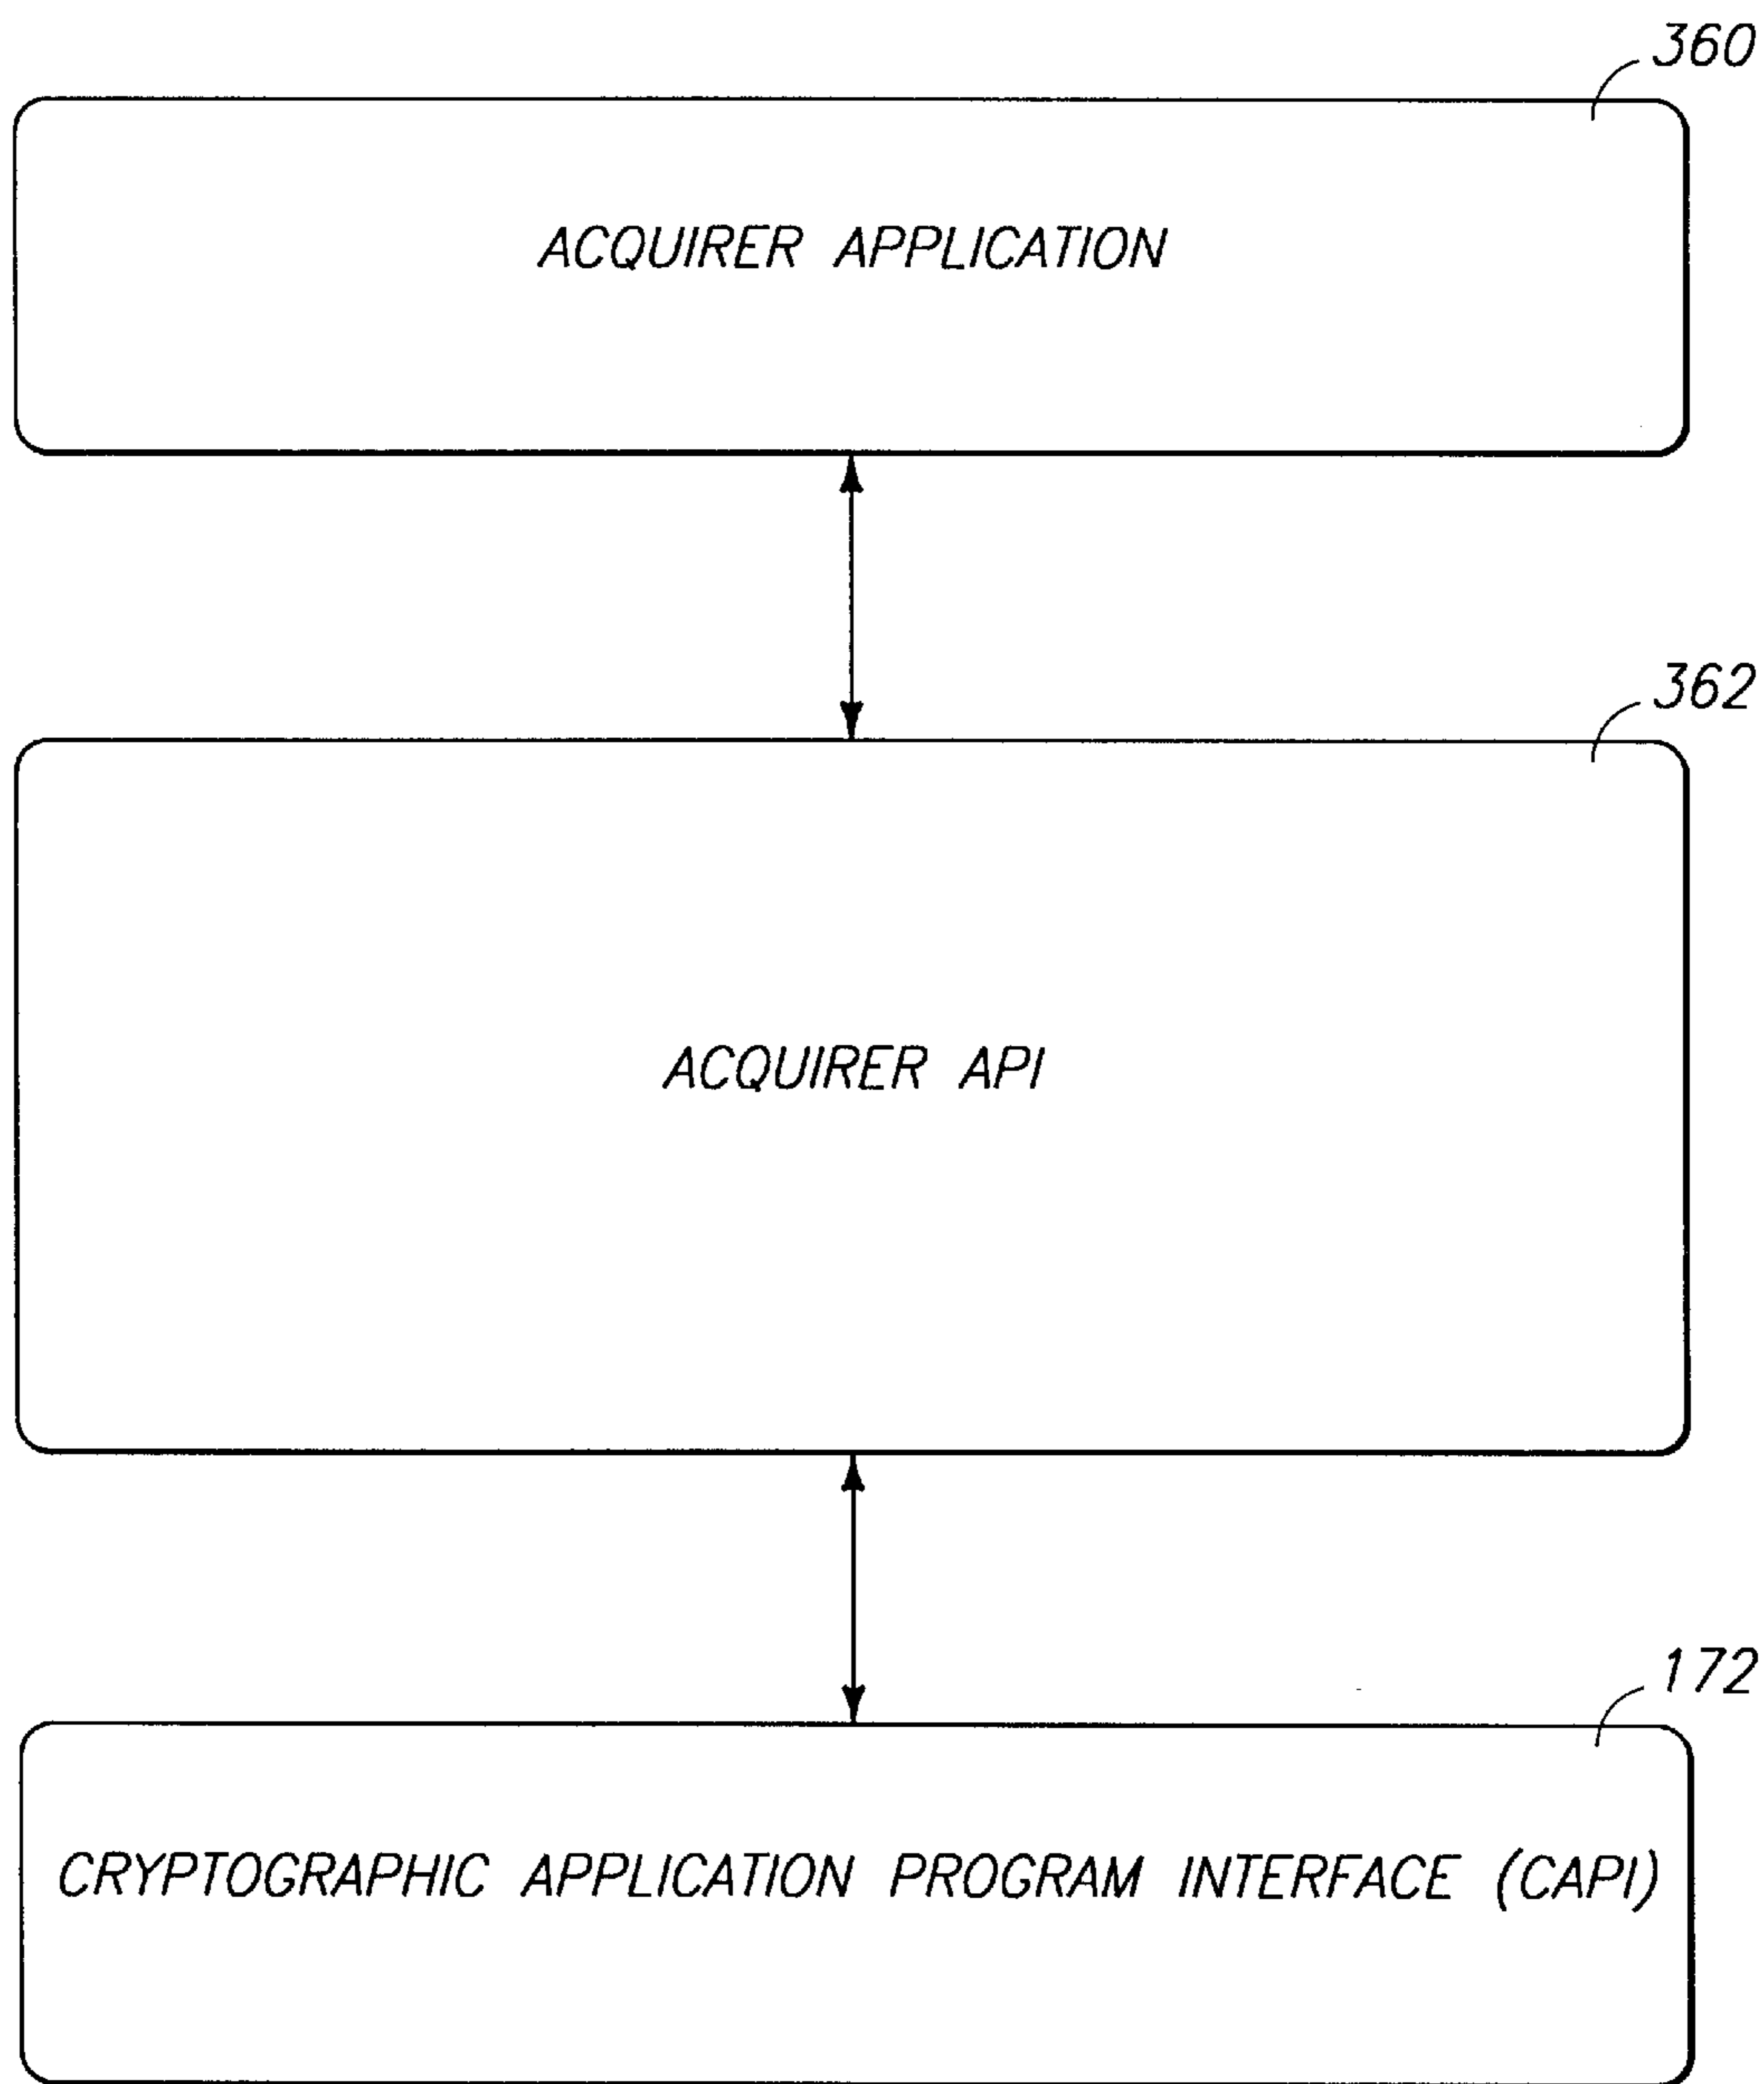 360
ACQUIRER APPLICATION
362
ACQUIRER API
172
CRYPTOGRAPHIC APPLICATION PROGRAM INTERFACE (CAPI)